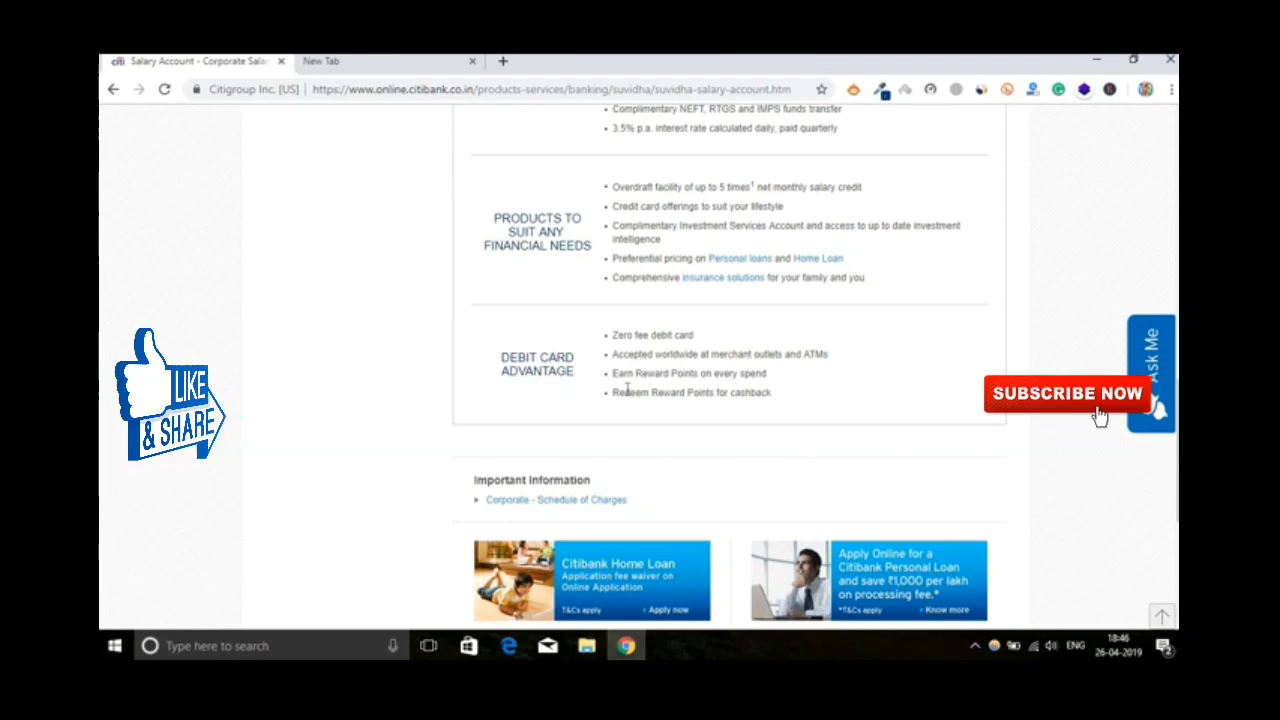 citi Salary Account - Corporate Sala
New Tab
Citigroup Inc. [US] | https://www.online.citibank.co.in/products-services/banking/suvidha/suvidha-salary-account.htm
• Complimentary NEFT, RTGS and IMPS funds transfer
• 3.5% p.a. interest rate calculated daily, paid quarterly
PRODUCTS TO
SUIT ANY
FINANCIAL NEEDS
• Overdraft facility of up to 5 times¹ net monthly salary credit
• Credit card offerings to suit your lifestyle
• Complimentary Investment Services Account and access to up to date investment
intelligence
• Preferential pricing on Personal loans and Home Loan
• Comprehensive insurance solutions for your family and you
DEBIT CARD
ADVANTAGE
• Zero fee debit card
• Accepted worldwide at merchant outlets and ATMs
• Earn Reward Points on every spend
• Redeem Reward Points for cashback
LIKE
& SHARE
Ask Me
SUBSCRIBE NOW
Important Information
Corporate - Schedule of Charges
Citibank Home Loan
Application fee waiver on
Online Application
T&Cs apply
› Apply now
Apply Online for a
Citibank Personal Loan
and save ₹1,000 per lakh
on processing fee.*
*T&Cs apply
› Know more
Type here to search
ENG
18:46
26-04-2019
2